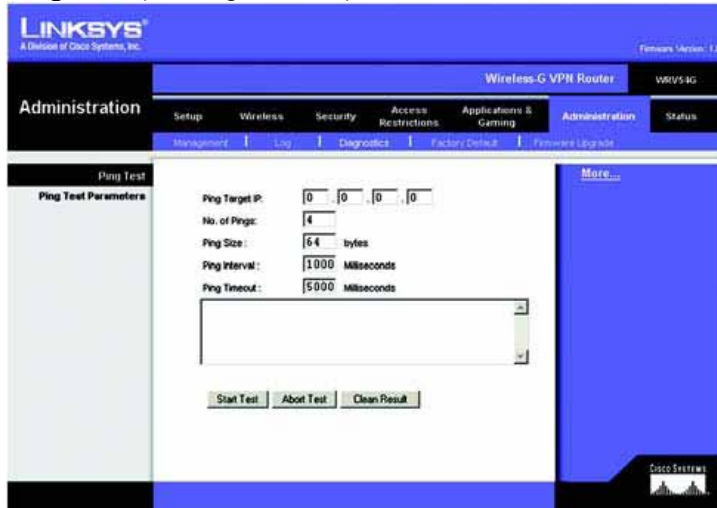 LINKSYS®
A Division of Cisco Systems, Inc.
Firmware Version: 1.
Wireless-G VPN Router WRV54G
Administration
Setup Wireless Security Access Restrictions Applications & Gaming Administration Status
Management Log Diagnostics Factory Default Firmware Upgrade
Ping Test
More...
Ping Test Parameters
Ping Target IP: 0 . 0 . 0 . 0
No. of Pings: 4
Ping Size : 64 bytes
Ping Interval : 1000 Milliseconds
Ping Timeout : 5000 Milliseconds
Start Test Abort Test Clean Result
CISCO SYSTEMS